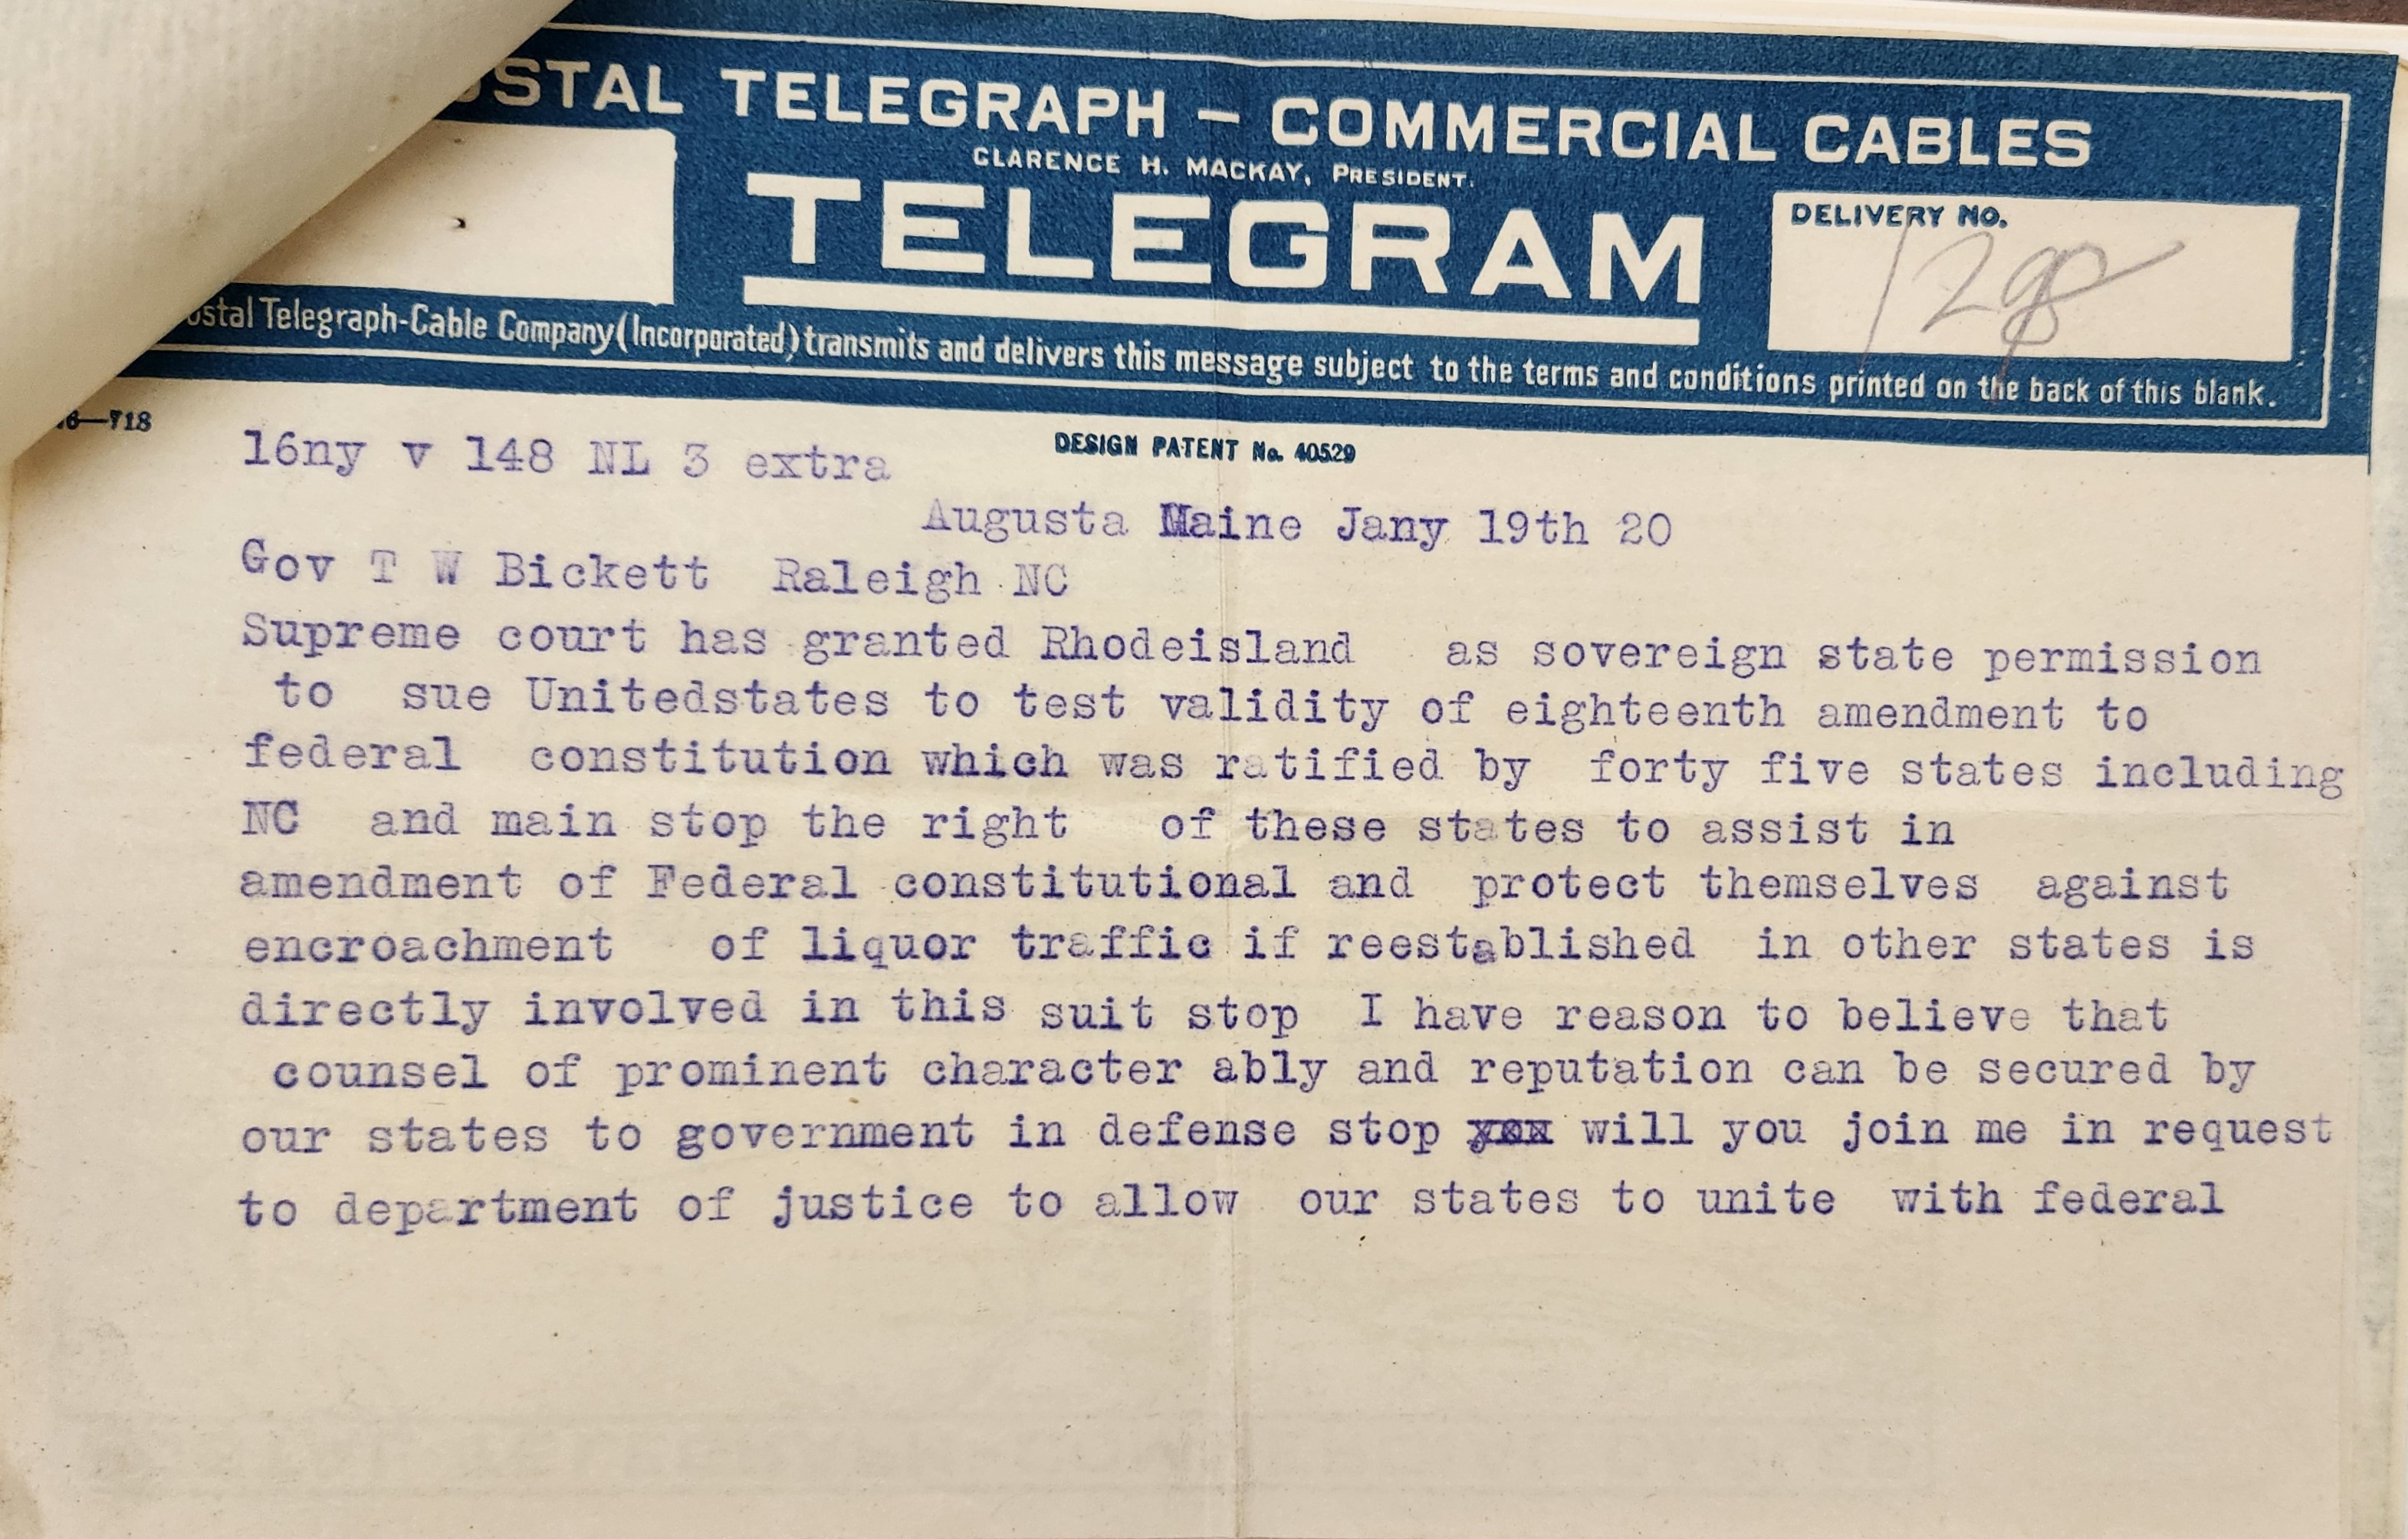 OSTAL TELEGRAPH — COMMERCIAL CABLES
CLARENCE H. MACKAY, PRESIDENT.
TELEGRAM
DELIVERY NO.
1298
ostal Telegraph-Cable Company (Incorporated) transmits and delivers this message subject to the terms and conditions printed on the back of this blank.
6—718
DESIGN PATENT No. 40529
16ny v 148 NL 3 extra
Augusta Maine Jany 19th 20
Gov T W Bickett Raleigh NC
Supreme court has granted Rhodeisland as sovereign state permission
to sue Unitedstates to test validity of eighteenth amendment to
federal constitution which was ratified by forty five states including
NC and main stop the right of these states to assist in
amendment of Federal constitutional and protect themselves against
encroachment of liquor traffic if reestablished in other states is
directly involved in this suit stop I have reason to believe that
counsel of prominent character ably and reputation can be secured by
our states to government in defense stop will you join me in request
to department of justice to allow our states to unite with federal